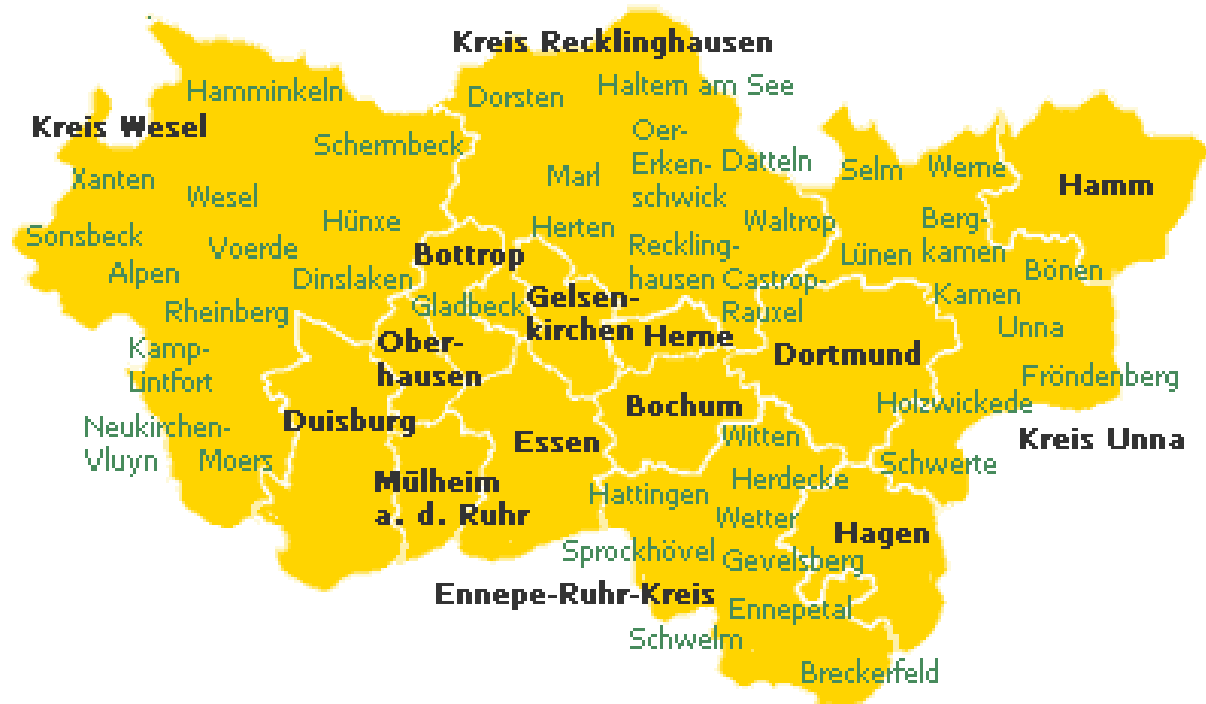 Kreis Recklinghausen
Haltern am See
Hamminkeln
Dorsten
Kreis Wesel
Oer-
Erken-
schwick
Schermbeck
Datteln
Selm
Werne
Xanten
Marl
Hamm
Wesel
Hünxe
Herten
Waltrop
Berg-
kamen
Sonsbeck
Voerde
Bottrop
Reckling-
hausen
Lünen
Alpen
Dinslaken
Castrop-
Rauxel
Bönen
Rheinberg
Gladbeck
Gelsen-
kirchen
Kamen
Kamp-
Lintfort
Ober-
hausen
Herne
Dortmund
Unna
Fröndenberg
Duisburg
Bochum
Holzwickede
Neukirchen-
Vluyn
Moers
Essen
Witten
Kreis Unna
Schwerte
Mülheim
a. d. Ruhr
Hattingen
Herdecke
Wetter
Hagen
Sprockhövel
Gevelsberg
Ennepe-Ruhr-Kreis
Ennepetal
Schwelm
Breckerfeld